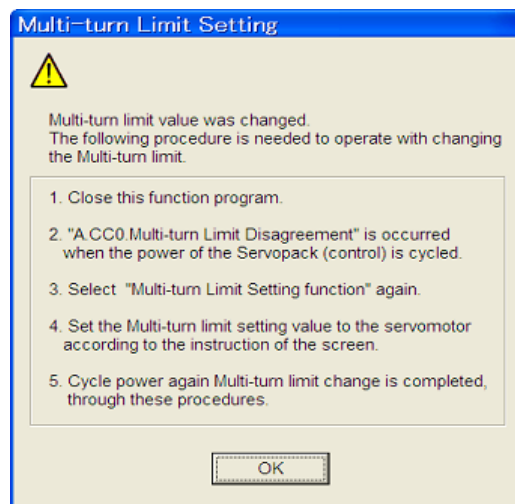 Multi-turn Limit Setting
Multi-turn limit value was changed.
The following procedure is needed to operate with changing
the Multi-turn limit.
1. Close this function program.
2. "A.CC0.Multi-turn Limit Disagreement" is occurred
when the power of the Servopack (control) is cycled.
3. Select "Multi-turn Limit Setting function" again.
4. Set the Multi-turn limit setting value to the servomotor
according to the instruction of the screen.
5. Cycle power again Multi-turn limit change is completed,
through these procedures.
OK